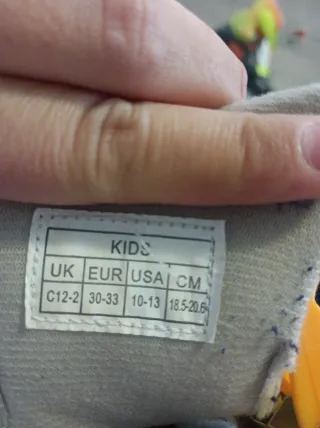 KIDS
UK EUR USA CM
C12-2 30-33 10-13 18.5-20.6